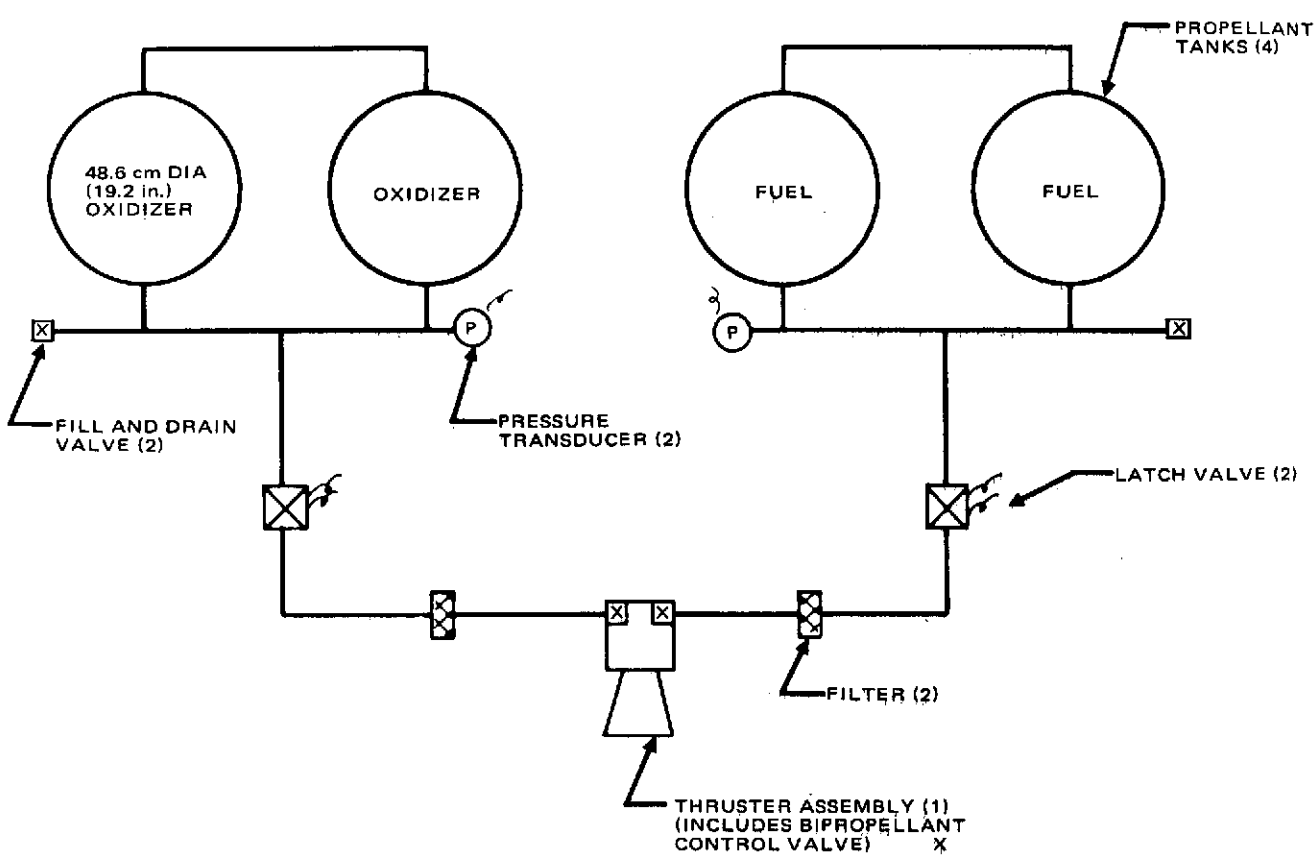 PROPELLANT
TANKS (4)
48.6 cm DIA
(19.2 in.)
OXIDIZER
OXIDIZER
FUEL
FUEL
X
P
P
X
FILL AND DRAIN
VALVE (2)
PRESSURE
TRANSDUCER (2)
LATCH VALVE (2)
X X
FILTER (2)
THRUSTER ASSEMBLY (1)
(INCLUDES BIPROPELLANT
CONTROL VALVE) X